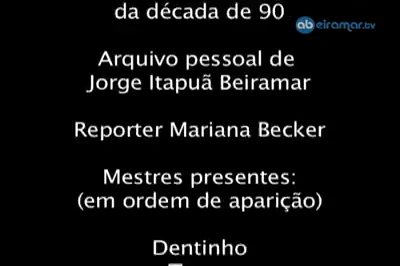 da década de 90
abeiramar.tv
Arquivo pessoal de
Jorge Itapuã Beiramar
Reporter Mariana Becker
Mestres presentes:
(em ordem de aparição)
Dentinho